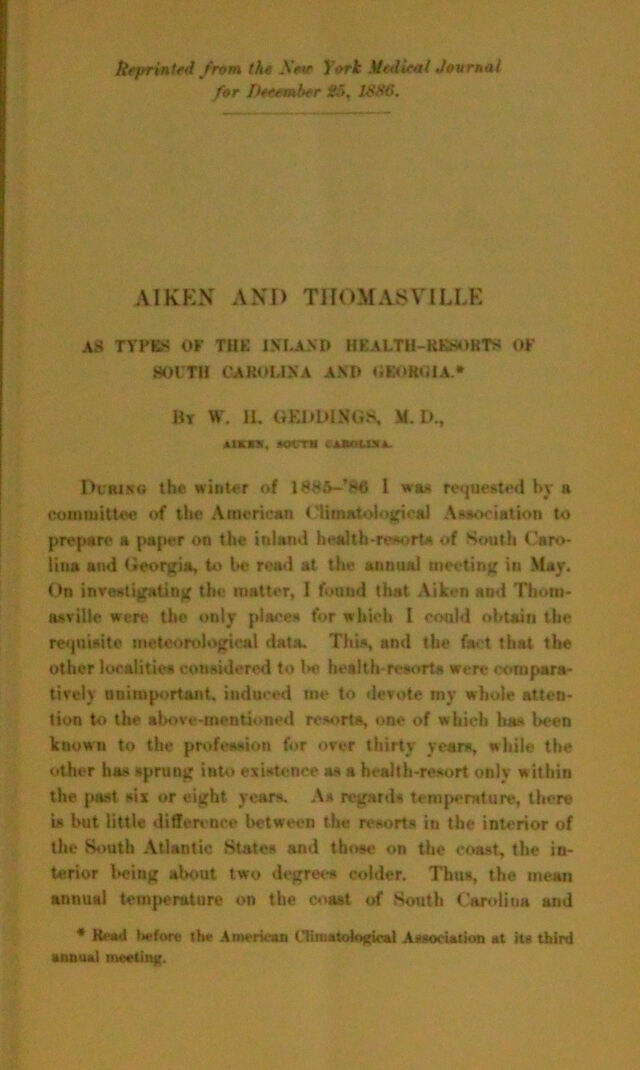 Reprinted from the New York Medical Journal
for December 25, 1886.
AIKEN AND THOMASVILLE
AS TYPES OF THE INLAND HEALTH-RESORTS OF
SOUTH CAROLINA AND GEORGIA.*
By W. H. GEDDINGS, M. D.,
AIKEN, SOUTH CAROLINA.
During the winter of 1885-'86 I was requested by a
committee of the American Climatological Association to
prepare a paper on the inland health-resorts of South Caro-
lina and Georgia, to be read at the annual meeting in May.
On investigating the matter, I found that Aiken and Thom-
asville were the only places for which I could obtain the
requisite meteorological data. This, and the fact that the
other localities considered to be health-resorts were compara-
tively unimportant, induced me to devote my whole atten-
tion to the above-mentioned resorts, one of which has been
known to the profession for over thirty years, while the
other has sprung into existence as a health-resort only within
the past six or eight years. As regards temperature, there
is but little difference between the resorts in the interior of
the South Atlantic States and those on the coast, the in-
terior being about two degrees colder. Thus, the mean
annual temperature on the coast of South Carolina and
* Read before the American Climatological Association at its third
annual meeting.